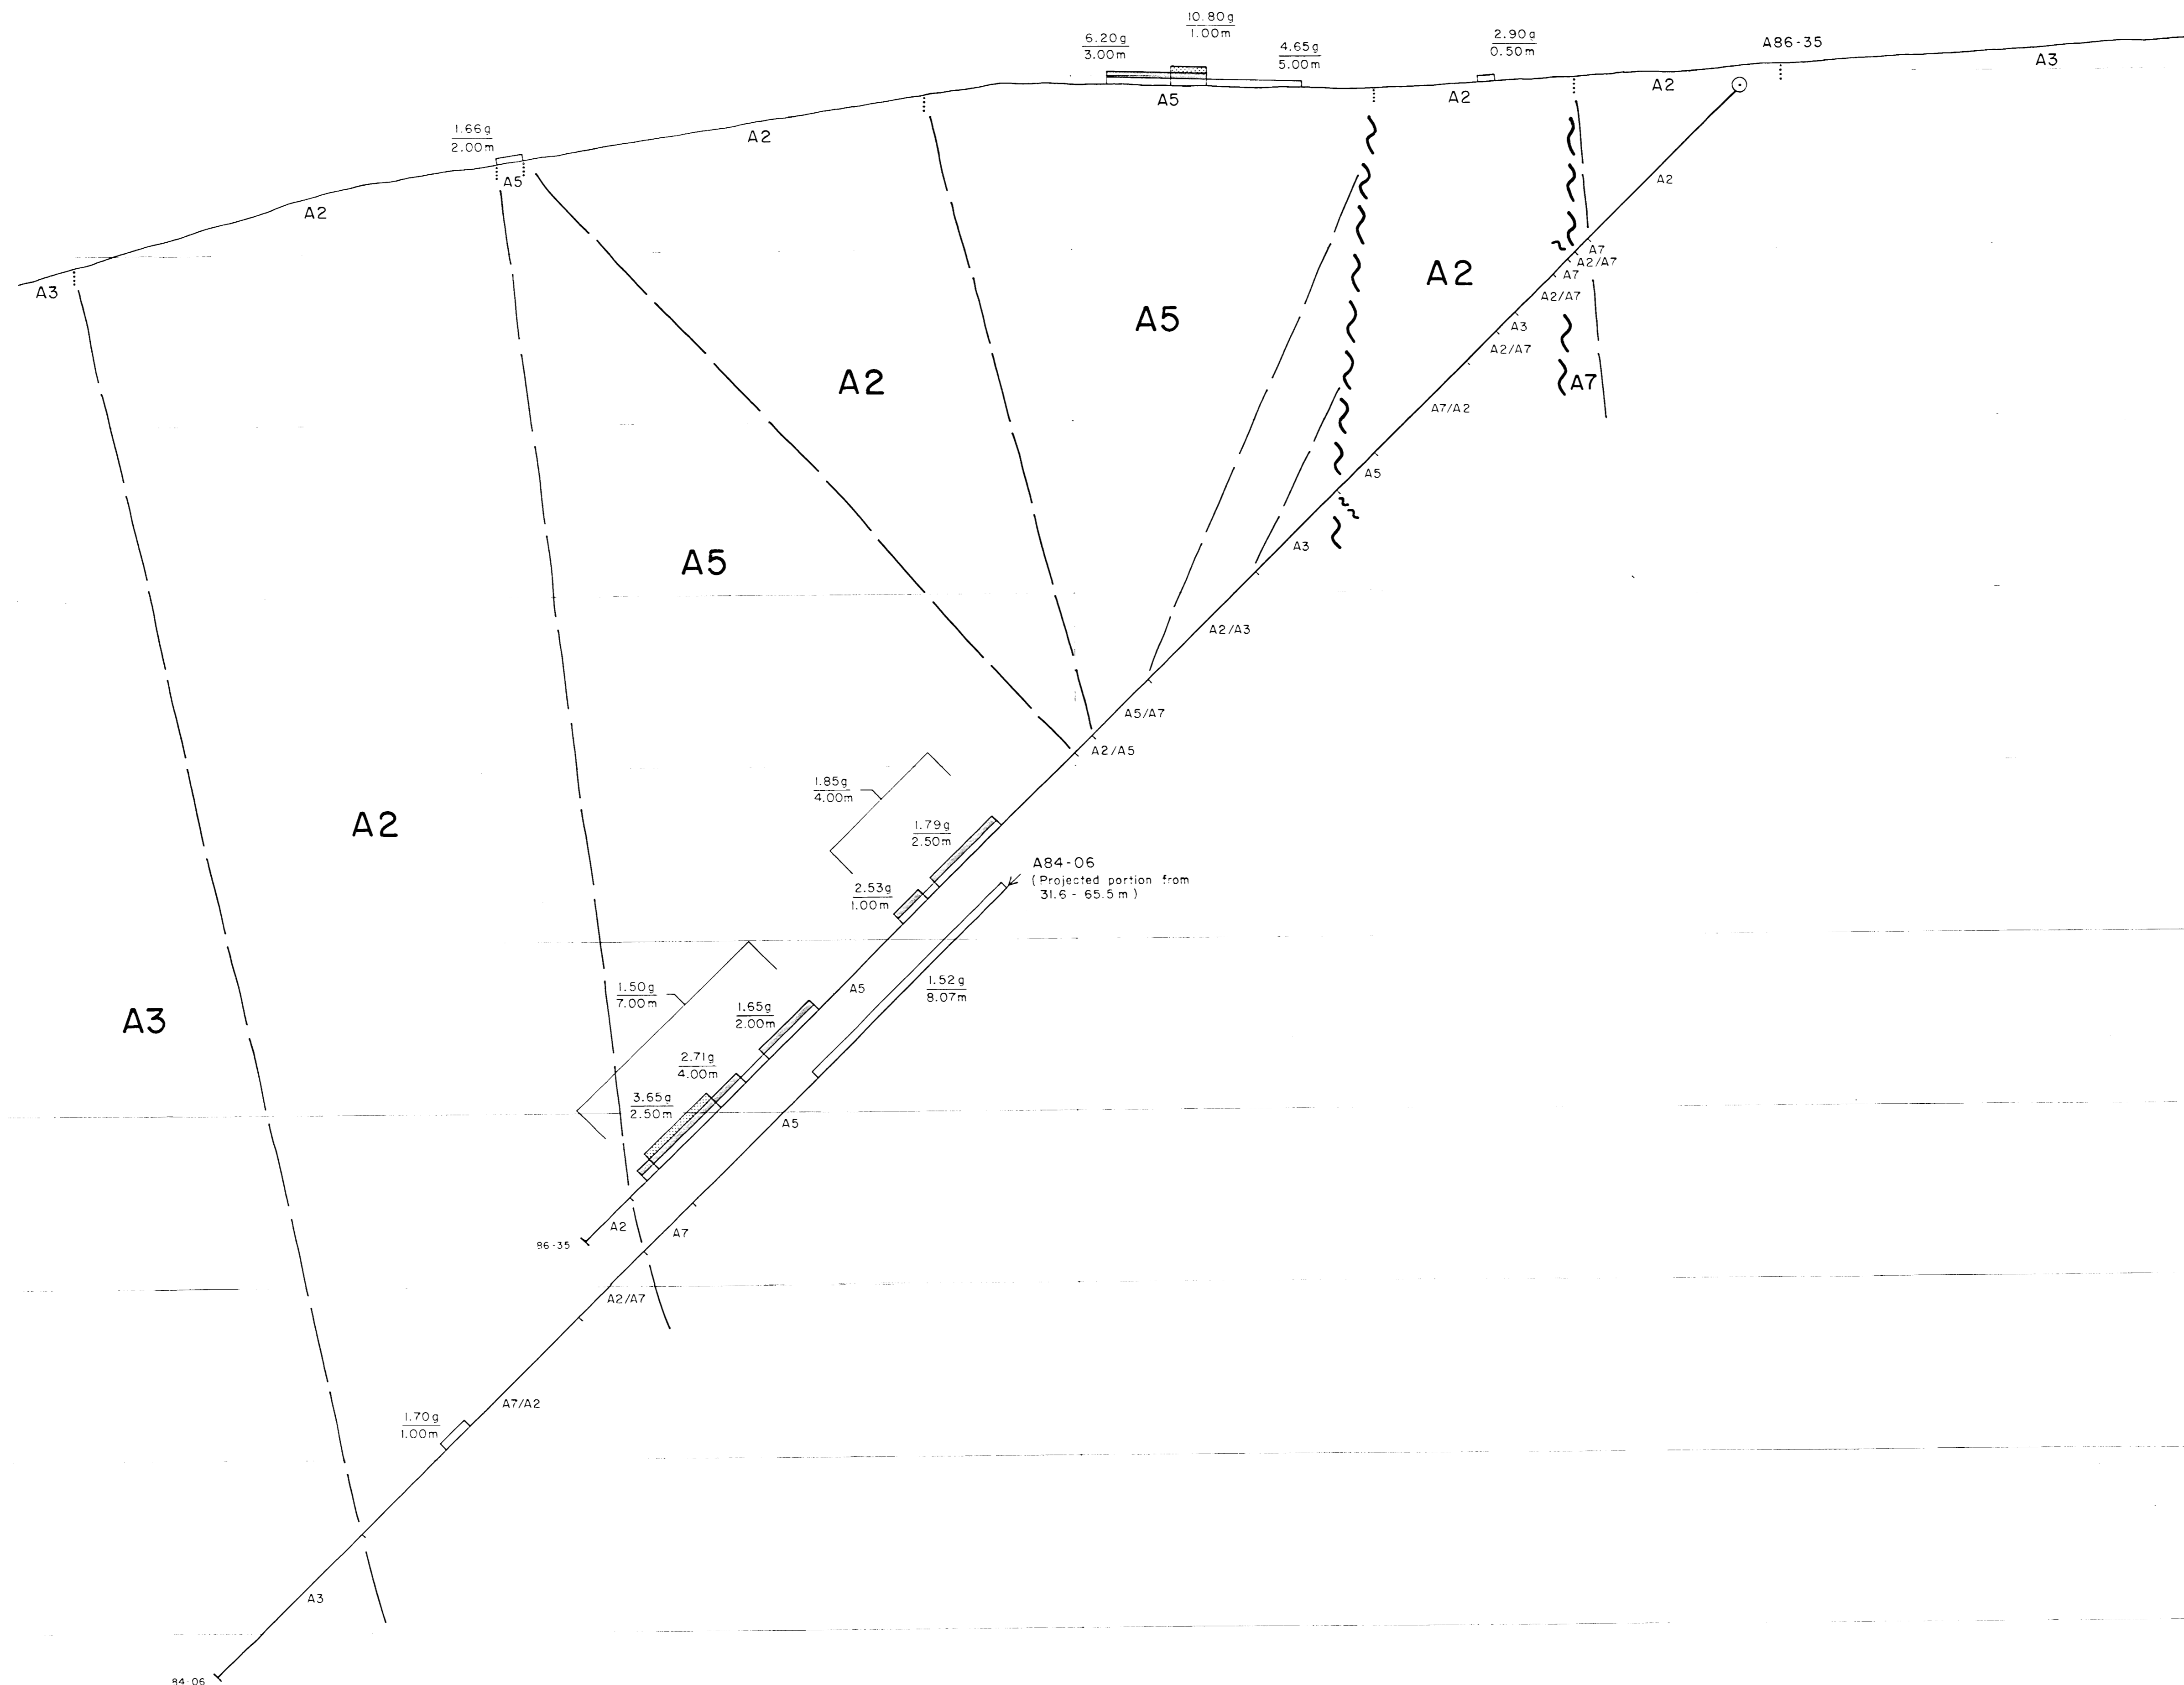 10.80g
1.00m
6.20g
3.00m
4.65g
5.00m
2.90g
0.50m
A86-35
A3
A5
A2
A2
1.66g
2.00m
A2
A5
A2
A3
A2
A7
A2/A7
A7
A2/A7
A3
A2/A7
A7
A7/A2
A5
A3
A2/A3
A5/A7
A2/A5
A2
A5
A2
A5
A2
A3
1.85g
4.00m
1.79g
2.50m
2.53g
1.00m
A84-06
(Projected portion from
31.6 - 65.5m)
1.52g
8.07m
A5
1.50g
7.00m
1.65g
2.00m
2.71g
4.00m
3.65g
2.50m
A5
A2
86-35
A7
A2/A7
A7/A2
1.70g
1.00m
A3
84-06